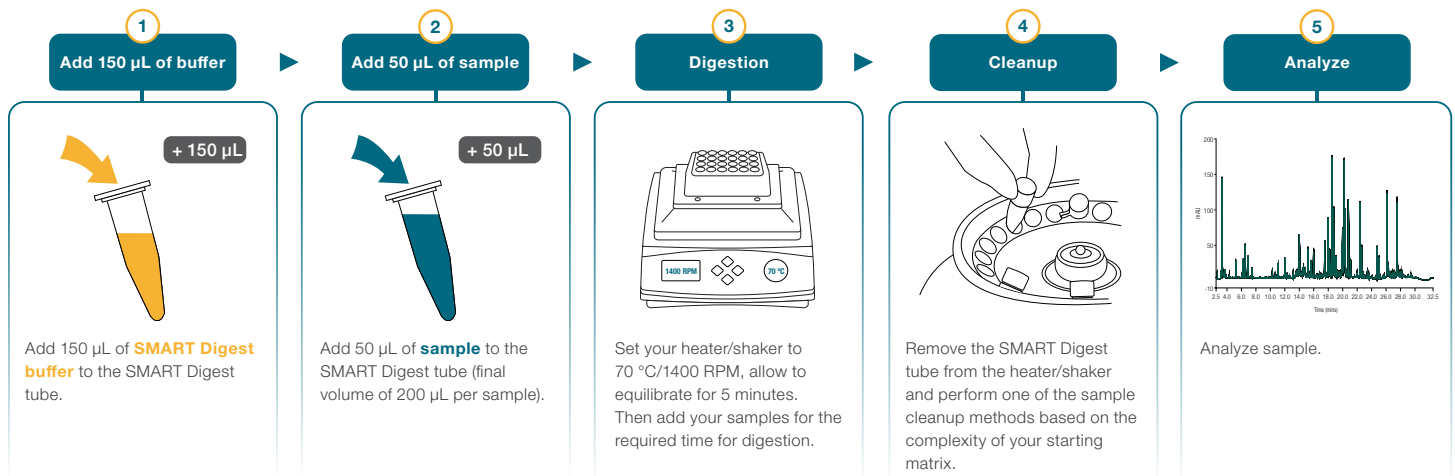 1
Add 150 µL of buffer
+ 150 µL
Add 150 µL of SMART Digest
buffer to the SMART Digest
tube.
2
Add 50 µL of sample
+ 50 µL
Add 50 µL of sample to the
SMART Digest tube (final
volume of 200 µL per sample).
3
Digestion
1400 RPM
70 ºC
Set your heater/shaker to
70 °C/1400 RPM, allow to
equilibrate for 5 minutes.
Then add your samples for the
required time for digestion.
4
Cleanup
Remove the SMART Digest
tube from the heater/shaker
and perform one of the sample
cleanup methods based on the
complexity of your starting
matrix.
5
Analyze
200
150
100
50
-10
mAU
2.5 4.0 6.0 8.0 10.0 12.0 14.0 16.0 18.0 20.0 22.0 24.0 26.0 28.0 30.0 32.5
Time (mins)
Analyze sample.